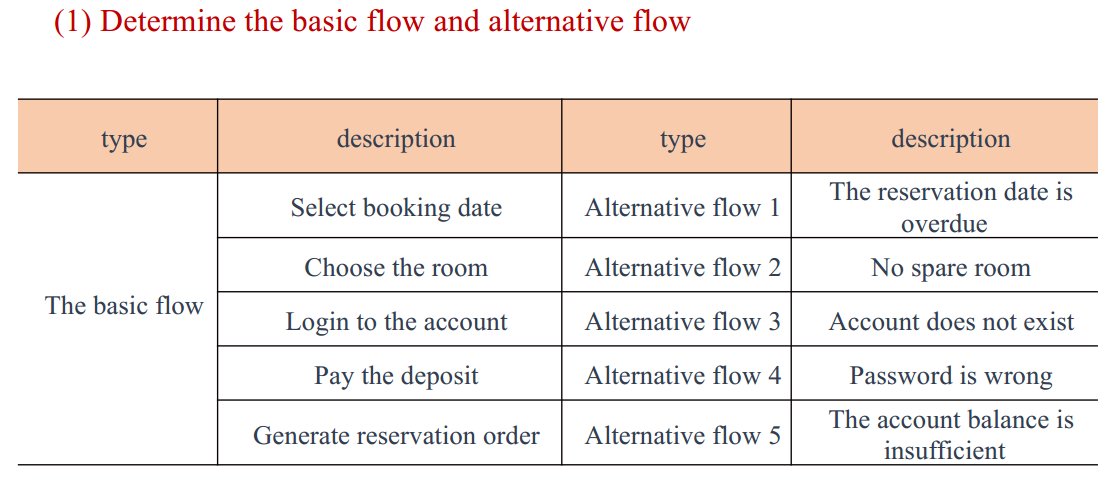 (1) Determine the basic flow and alternative flow
type description type description
The basic flow
Select booking date Alternative flow 1 The reservation date is
overdue
Choose the room Alternative flow 2 No spare room
Login to the account Alternative flow 3 Account does not exist
Pay the deposit Alternative flow 4 Password is wrong
Generate reservation order Alternative flow 5 The account balance is
insufficient